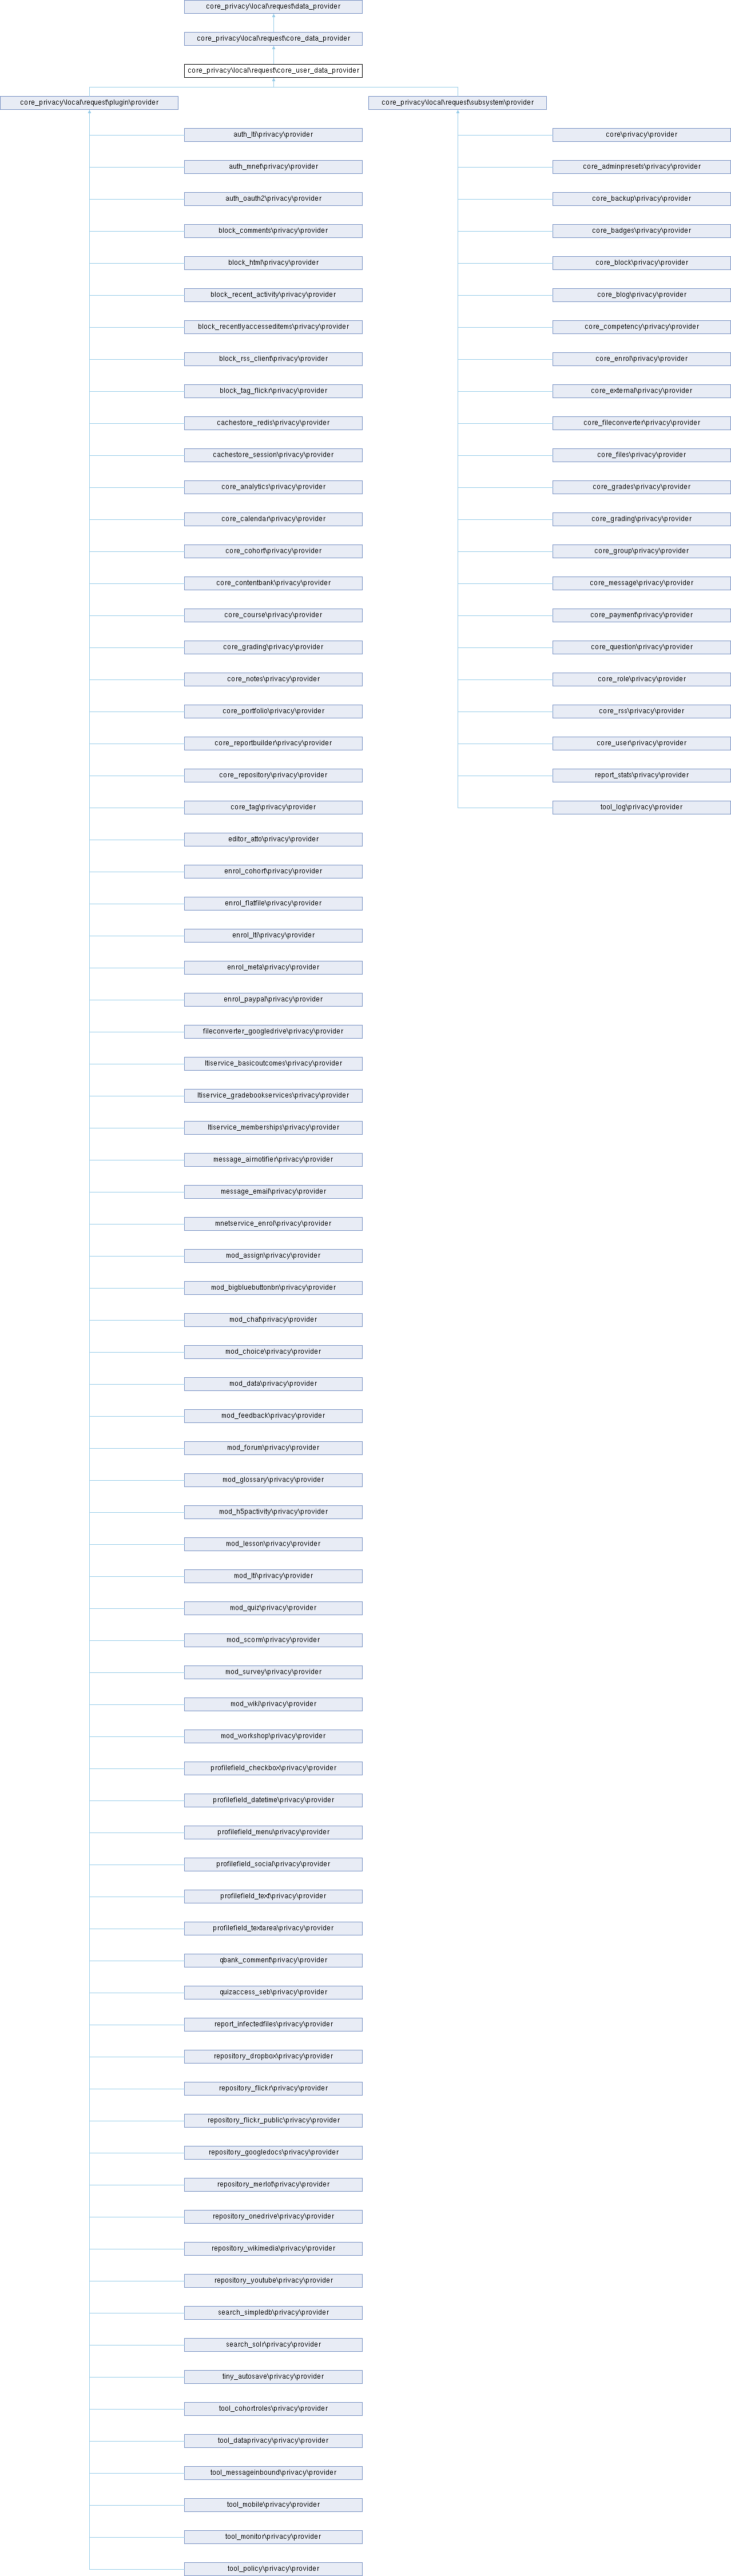 core_privacy\local\request\data_provider
core_privacy\local\request\core_data_provider
core_privacy\local\request\core_user_data_provider
core_privacy\local\request\plugin\provider
core_privacy\local\request\subsystem\provider
auth_lti\privacy\provider
core\privacy\provider
auth_mnet\privacy\provider
core_adminpresets\privacy\provider
auth_oauth2\privacy\provider
core_backup\privacy\provider
block_comments\privacy\provider
core_badges\privacy\provider
block_html\privacy\provider
core_block\privacy\provider
block_recent_activity\privacy\provider
core_blog\privacy\provider
block_recentlyaccesseditems\privacy\provider
core_competency\privacy\provider
block_rss_client\privacy\provider
core_enrol\privacy\provider
block_tag_flickr\privacy\provider
core_external\privacy\provider
cachestore_redis\privacy\provider
core_fileconverter\privacy\provider
cachestore_session\privacy\provider
core_files\privacy\provider
core_analytics\privacy\provider
core_grades\privacy\provider
core_calendar\privacy\provider
core_grading\privacy\provider
core_cohort\privacy\provider
core_group\privacy\provider
core_contentbank\privacy\provider
core_message\privacy\provider
core_course\privacy\provider
core_payment\privacy\provider
core_grading\privacy\provider
core_question\privacy\provider
core_notes\privacy\provider
core_role\privacy\provider
core_portfolio\privacy\provider
core_rss\privacy\provider
core_reportbuilder\privacy\provider
core_user\privacy\provider
core_repository\privacy\provider
report_stats\privacy\provider
core_tag\privacy\provider
tool_log\privacy\provider
editor_atto\privacy\provider
enrol_cohort\privacy\provider
enrol_flatfile\privacy\provider
enrol_lti\privacy\provider
enrol_meta\privacy\provider
enrol_paypal\privacy\provider
fileconverter_googledrive\privacy\provider
ltiservice_basicoutcomes\privacy\provider
ltiservice_gradebookservices\privacy\provider
ltiservice_memberships\privacy\provider
message_airnotifier\privacy\provider
message_email\privacy\provider
mnetservice_enrol\privacy\provider
mod_assign\privacy\provider
mod_bigbluebuttonbn\privacy\provider
mod_chat\privacy\provider
mod_choice\privacy\provider
mod_data\privacy\provider
mod_feedback\privacy\provider
mod_forum\privacy\provider
mod_glossary\privacy\provider
mod_h5pactivity\privacy\provider
mod_lesson\privacy\provider
mod_lti\privacy\provider
mod_quiz\privacy\provider
mod_scorm\privacy\provider
mod_survey\privacy\provider
mod_wiki\privacy\provider
mod_workshop\privacy\provider
profilefield_checkbox\privacy\provider
profilefield_datetime\privacy\provider
profilefield_menu\privacy\provider
profilefield_social\privacy\provider
profilefield_text\privacy\provider
profilefield_textarea\privacy\provider
qbank_comment\privacy\provider
quizaccess_seb\privacy\provider
report_infectedfiles\privacy\provider
repository_dropbox\privacy\provider
repository_flickr\privacy\provider
repository_flickr_public\privacy\provider
repository_googledocs\privacy\provider
repository_merlot\privacy\provider
repository_onedrive\privacy\provider
repository_wikimedia\privacy\provider
repository_youtube\privacy\provider
search_simpledb\privacy\provider
search_solr\privacy\provider
tiny_autosave\privacy\provider
tool_cohortroles\privacy\provider
tool_dataprivacy\privacy\provider
tool_messageinbound\privacy\provider
tool_mobile\privacy\provider
tool_monitor\privacy\provider
tool_policy\privacy\provider